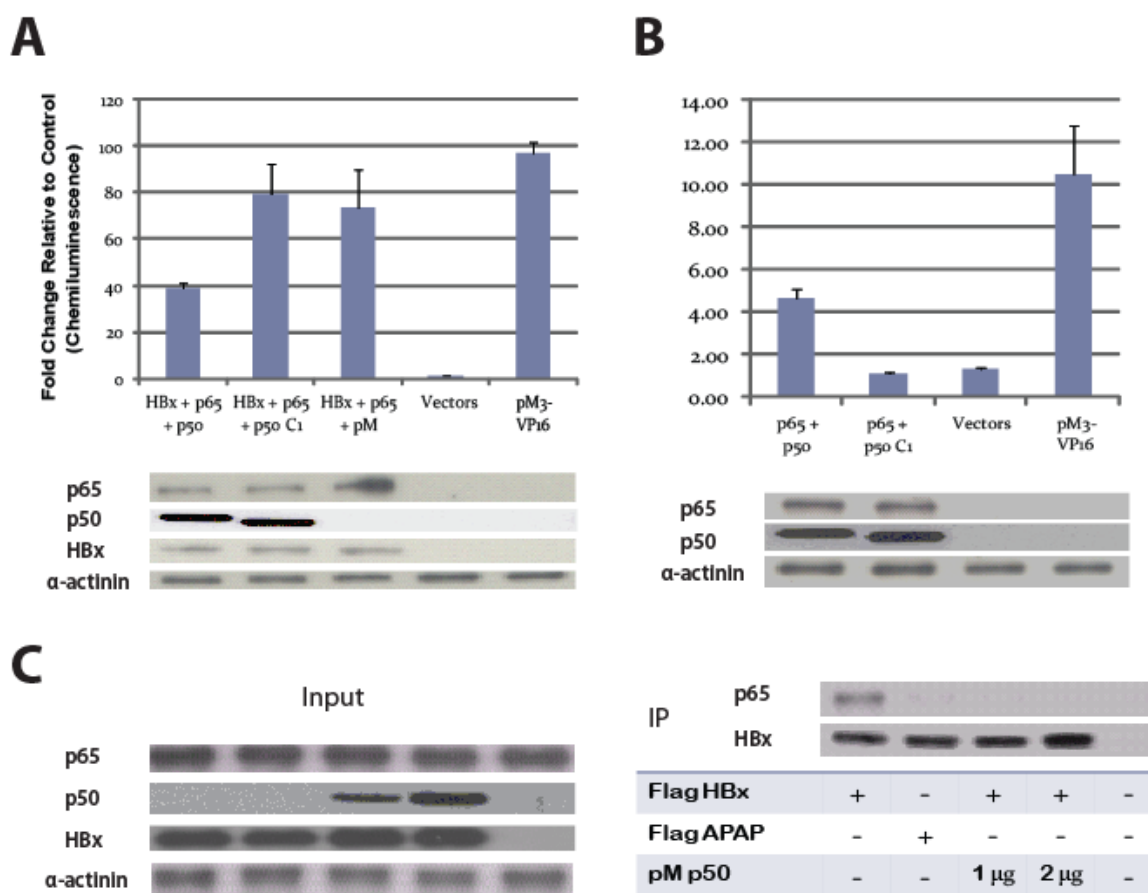 A
Fold Change Relative to Control
(Chemiluminescence)
120
100
80
60
40
20
0
HBx + p65
+ p50
HBx + p65
+ p50 C1
HBx + p65
+ pM
Vectors
pM3-
VP16
p65
p50
HBx
α-actinin
B
14.00
12.00
10.00
8.00
6.00
4.00
2.00
0.00
p65 +
p50
p65 +
p50 C1
Vectors
pM3-
VP16
p65
p50
α-actinin
C
Input
p65
p50
HBx
α-actinin
IP
p65
HBx
Flag HBx + - + + -
Flag APAP - + - - -
pM p50 - - 1 µg 2 µg -